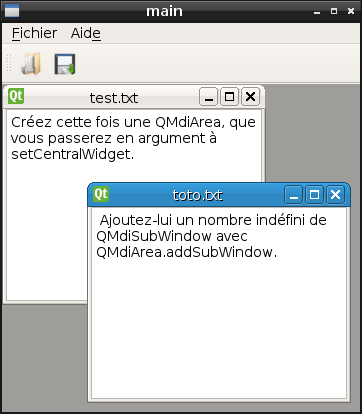 main
Fichier Aide
Qt test.txt
Créez cette fois une QMdiArea, que
vous passerez en argument à
setCentralWidget.
Qt toto.txt
Ajoutez-lui un nombre indéfini de
QMdiSubWindow avec
QMdiArea.addSubWindow.